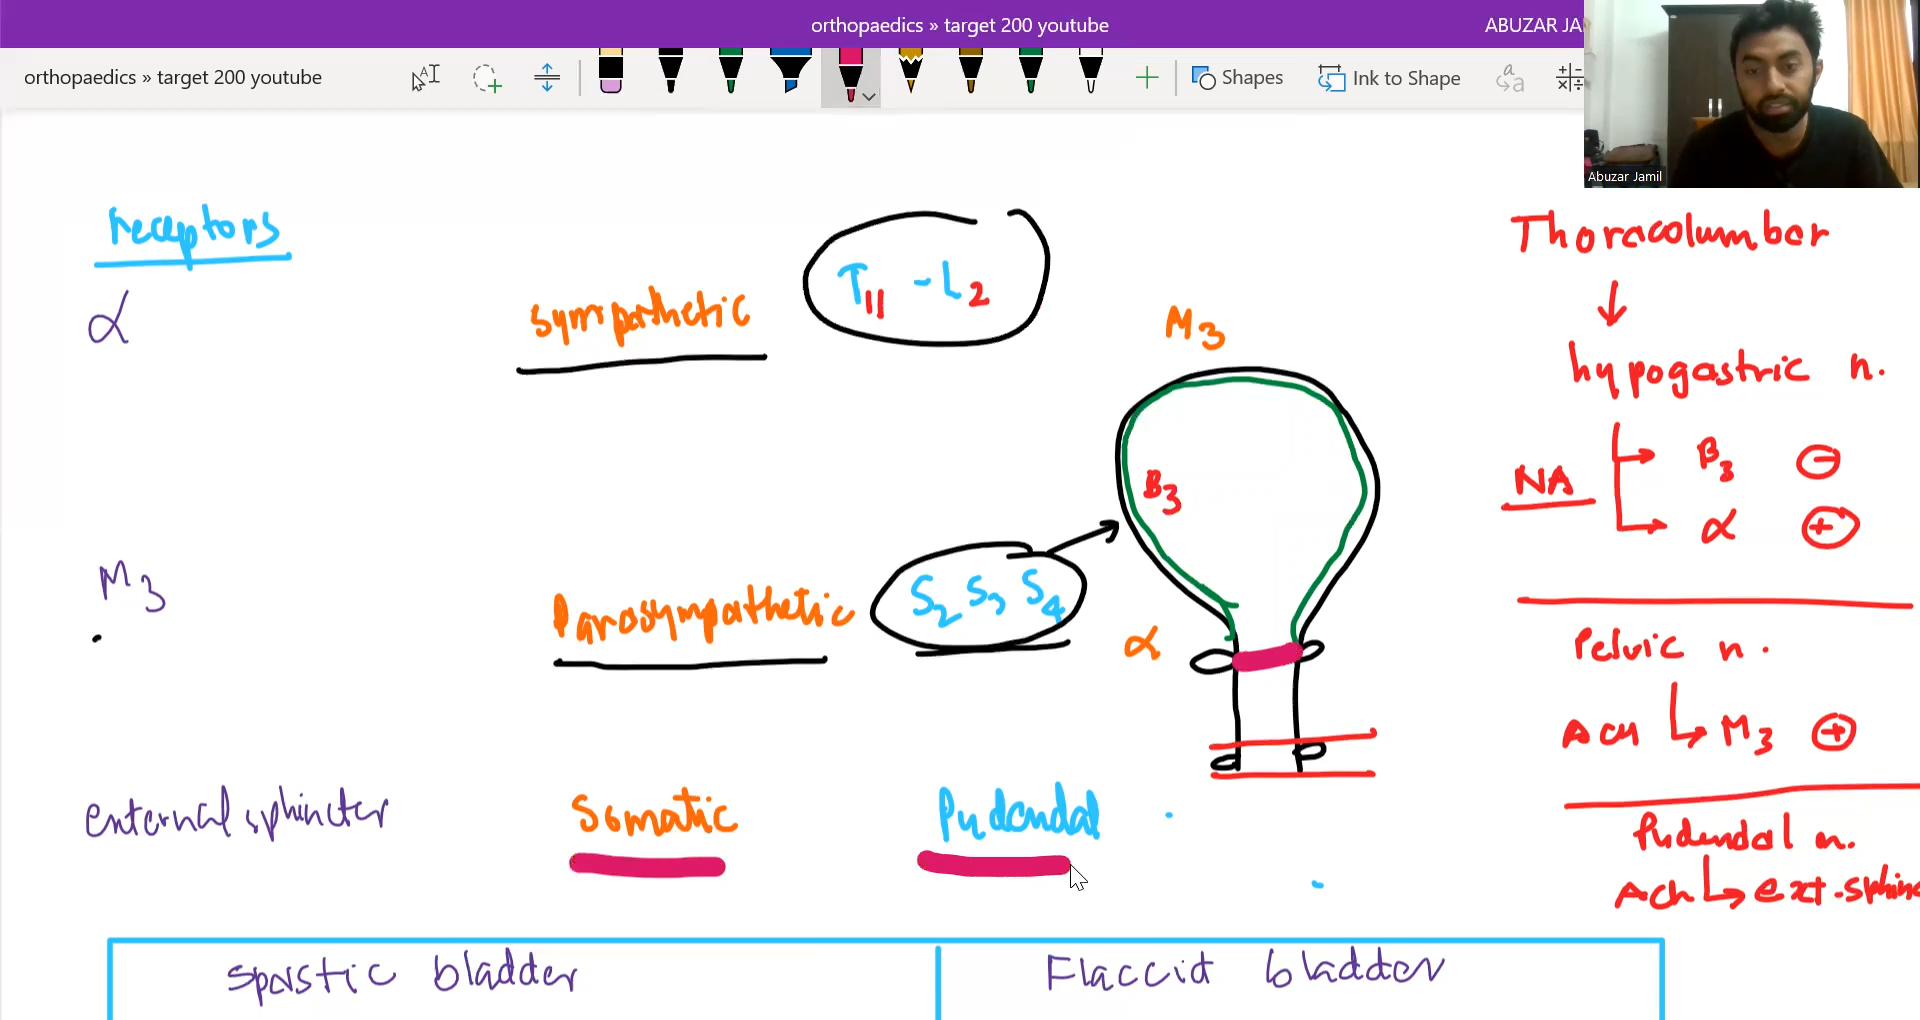 orthopaedics » target 200 youtube
ABUZAR JA
orthopaedics » target 200 youtube
Shapes
Ink to Shape
Abuzar Jamil
receptors
α
sympathetic
T11 - L2
M3
B3
M3
Parasympathetic
S2 S3 S4
α
external sphincter
Somatic
Pudendal
Thoracolumber
↓
hypogastric n.
NA
B3 ⊖
α ⊕
Pelvic n.
ACh M3 ⊕
Pudendal n.
Ach ext. sphinc
Spastic bladder
Flaccid bladder